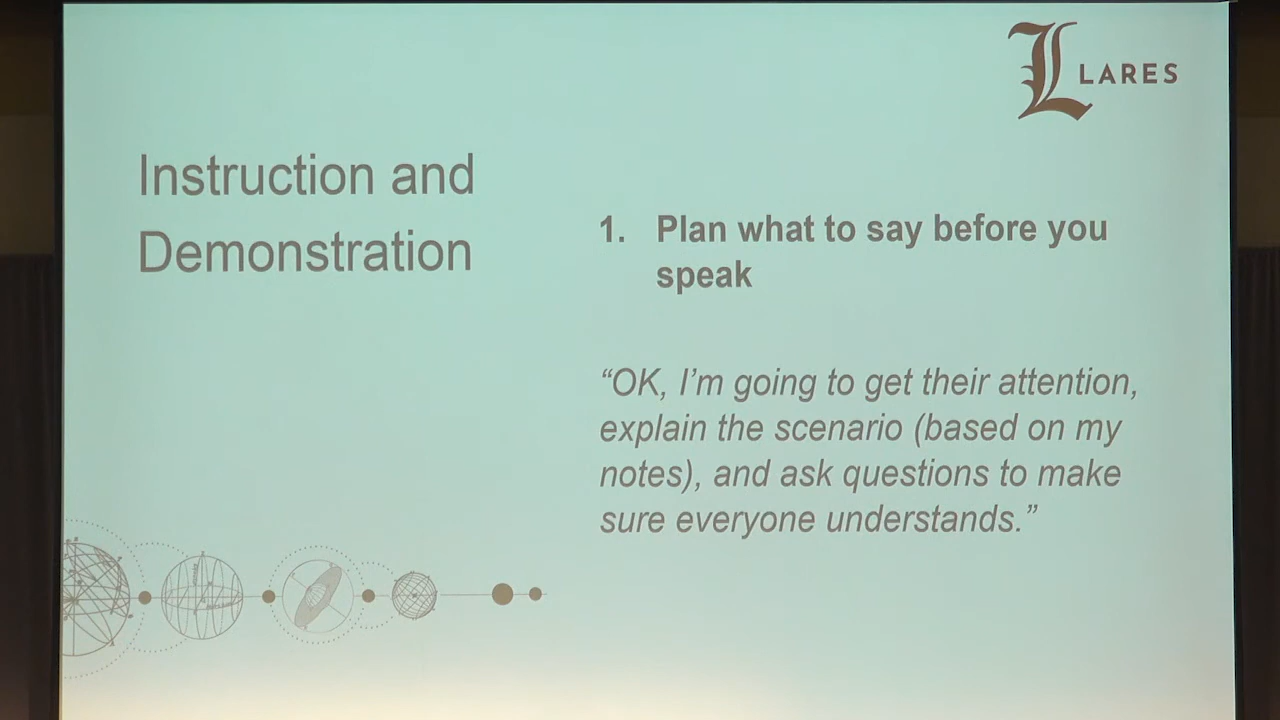 LARES
Instruction and
Demonstration
1. Plan what to say before you
speak
“OK, I’m going to get their attention,
explain the scenario (based on my
notes), and ask questions to make
sure everyone understands.”